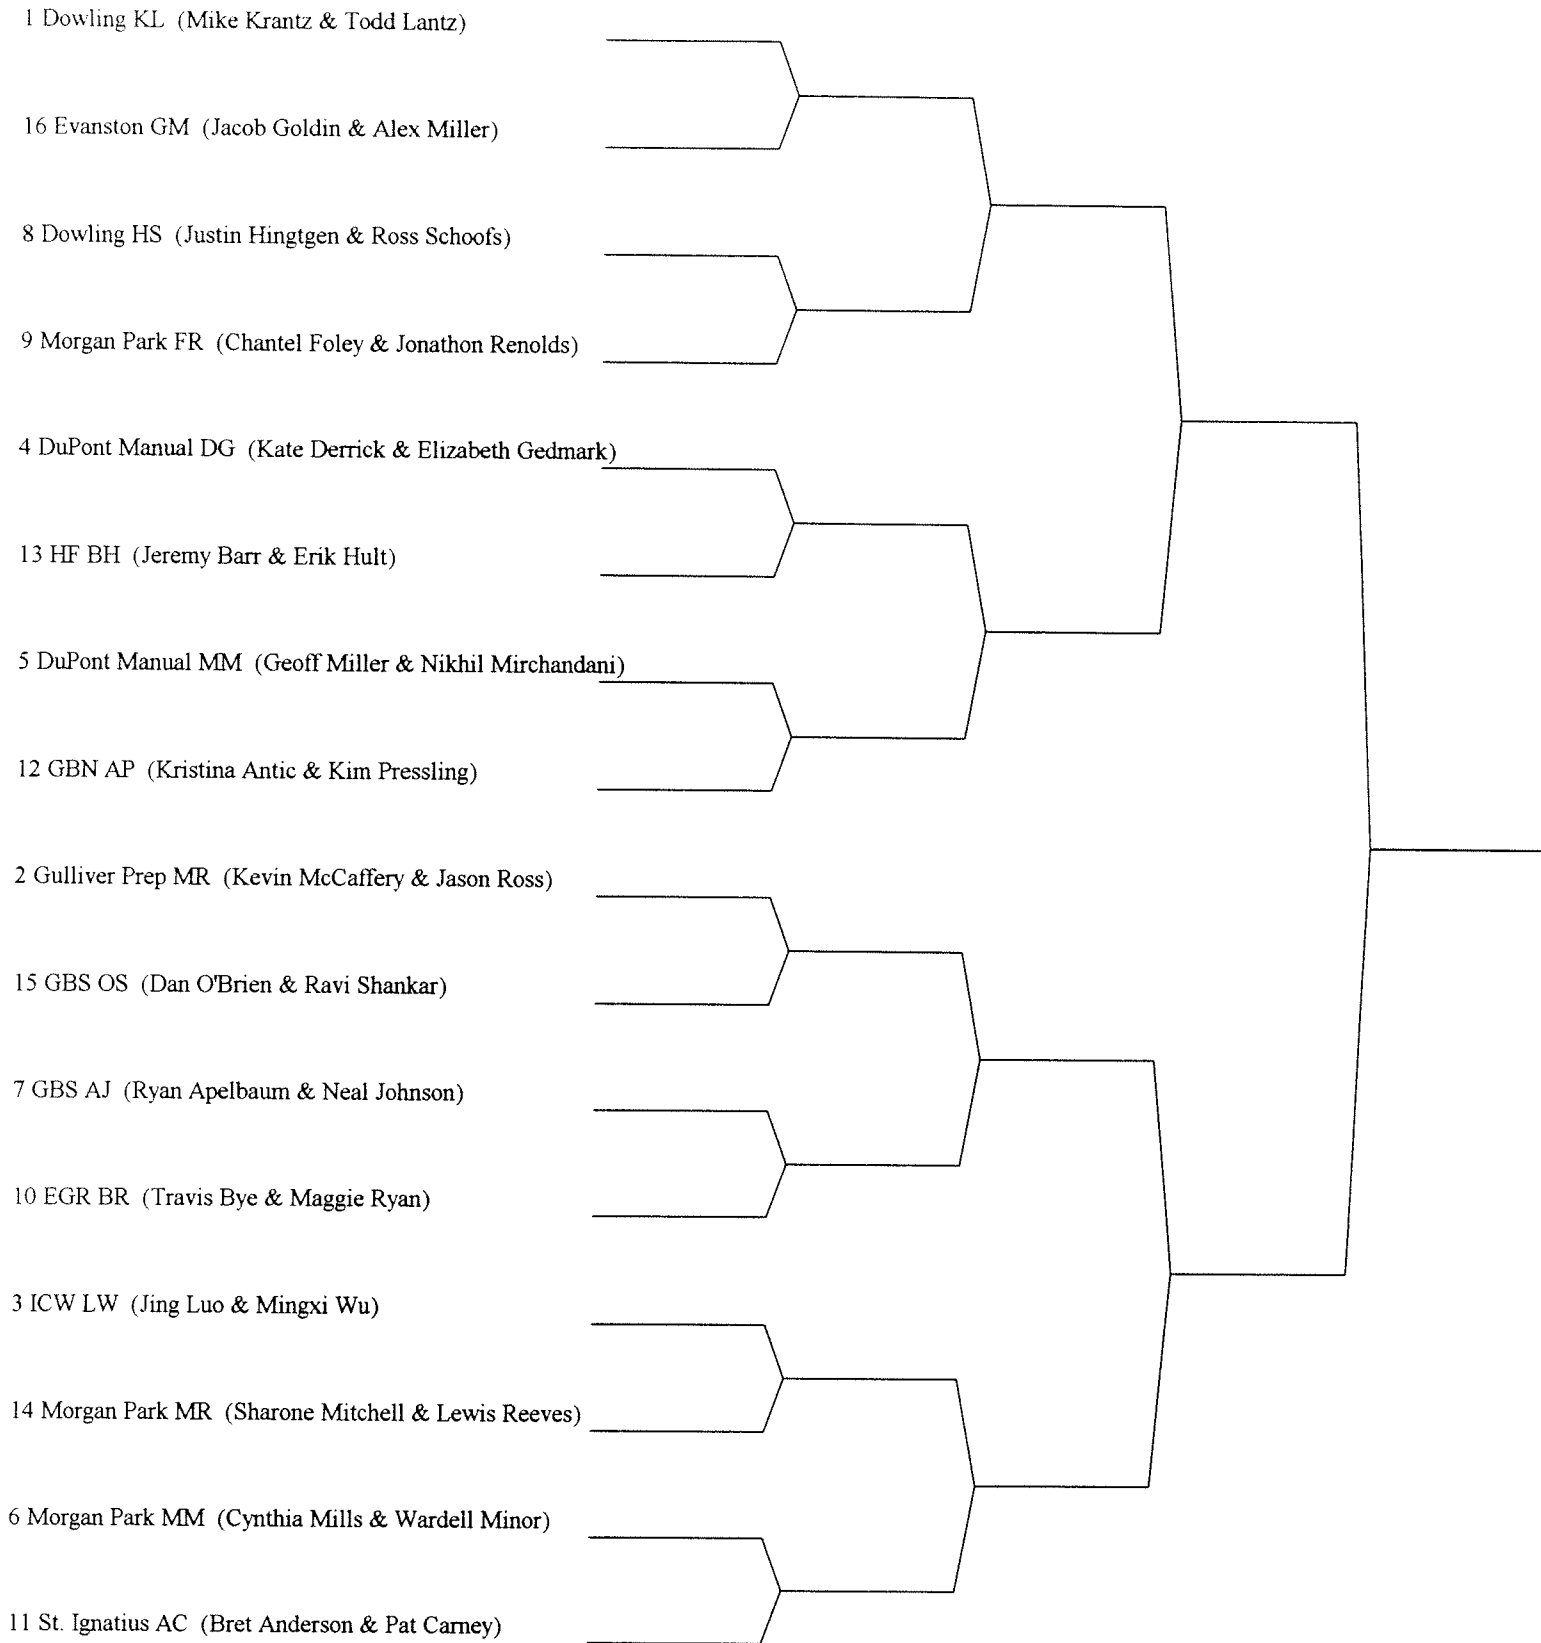 1 Dowling KL (Mike Krantz & Todd Lantz)
16 Evanston GM (Jacob Goldin & Alex Miller)
8 Dowling HS (Justin Hingtgen & Ross Schoofs)
9 Morgan Park FR (Chantel Foley & Jonathon Renolds)
4 DuPont Manual DG (Kate Derrick & Elizabeth Gedmark)
13 HF BH (Jeremy Barr & Erik Hult)
5 DuPont Manual MM (Geoff Miller & Nikhil Mirchandani)
12 GBN AP (Kristina Antic & Kim Pressling)
2 Gulliver Prep MR (Kevin McCaffery & Jason Ross)
15 GBS OS (Dan O'Brien & Ravi Shankar)
7 GBS AJ (Ryan Apelbaum & Neal Johnson)
10 EGR BR (Travis Bye & Maggie Ryan)
3 ICW LW (Jing Luo & Mingxi Wu)
14 Morgan Park MR (Sharone Mitchell & Lewis Reeves)
6 Morgan Park MM (Cynthia Mills & Wardell Minor)
11 St. Ignatius AC (Bret Anderson & Pat Carney)